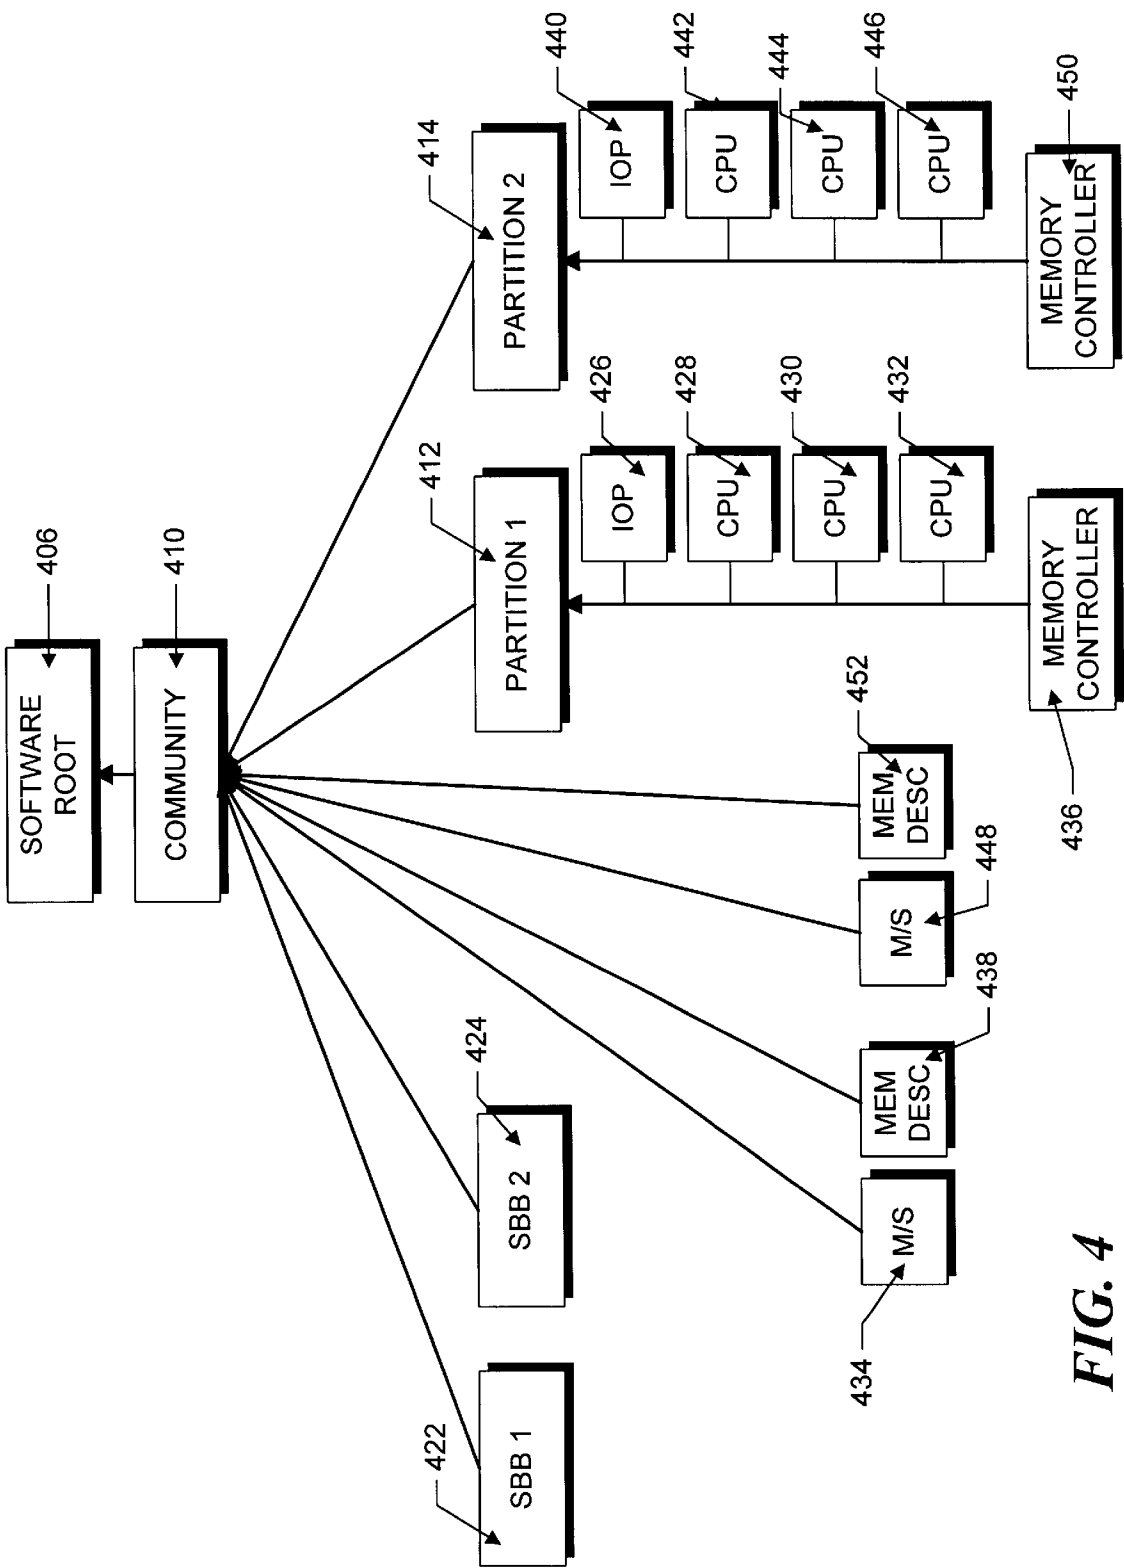 SOFTWARE
ROOT
406
COMMUNITY
410
SBB 1
422
SBB 2
424
PARTITION 1
412
PARTITION 2
414
IOP
426
CPU
428
CPU
430
CPU
432
MEMORY
CONTROLLER
436
IOP
440
CPU
442
CPU
444
CPU
446
MEMORY
CONTROLLER
450
M/S
434
MEM
DESC
438
M/S
448
MEM
DESC
452
FIG. 4